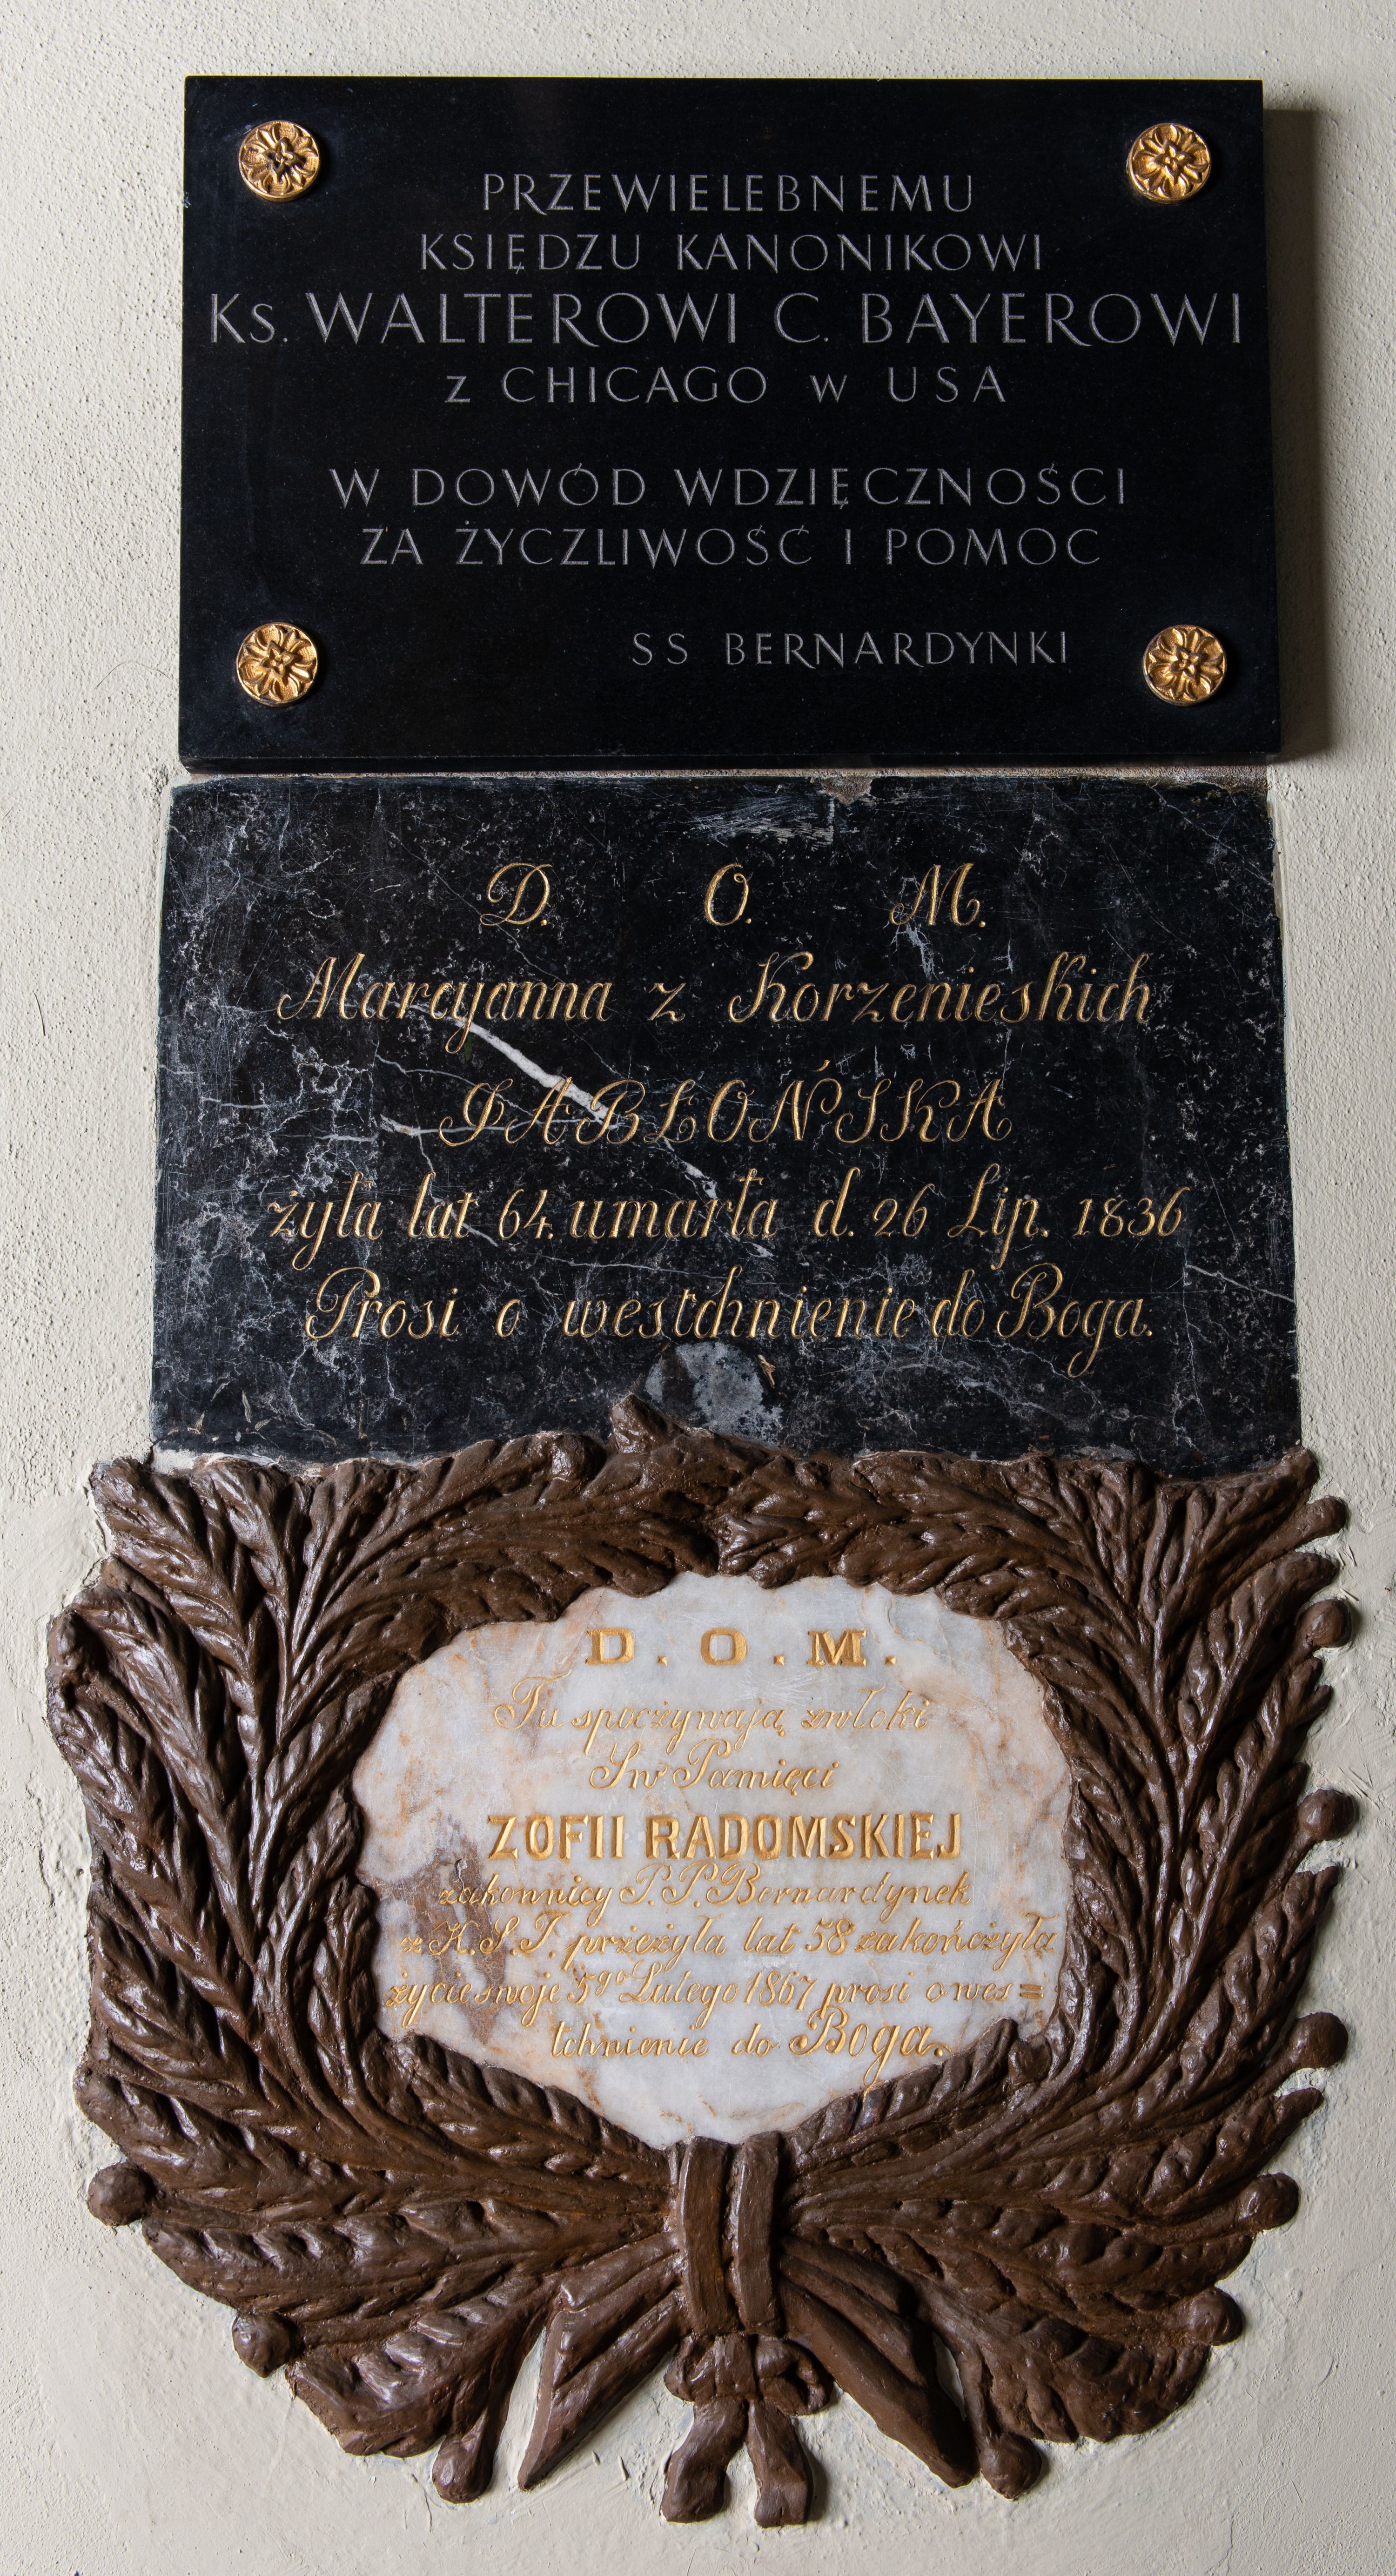 PRZEWIELEBNEMU
KSIĘDZU KANONIKOWI
Ks. WALTEROWI C. BAYEROWI
z CHICAGO w USA
W DOWÓD WDZIĘCZNOŚCI
ZA ŻYCZLIWOŚĆ I POMOC
SS BERNARDYNKI
D. O. M.
Marcyanna z Korzenieskich
JABŁOŃSKA
żyła lat 64. umarła d. 26 Lip. 1836
Prosi o westchnienie do Boga.
D. O. M.
Tu spoczywają zwłoki
Sw Pamięci
ZOFII RADOMSKIEJ
zakonnicy P. P. Bernardynek
z K. S. J. przeżyła lat 58 zakończyła
życie swoje 5go Lutego 1867 prosi o wes=
tchnienie do Boga.